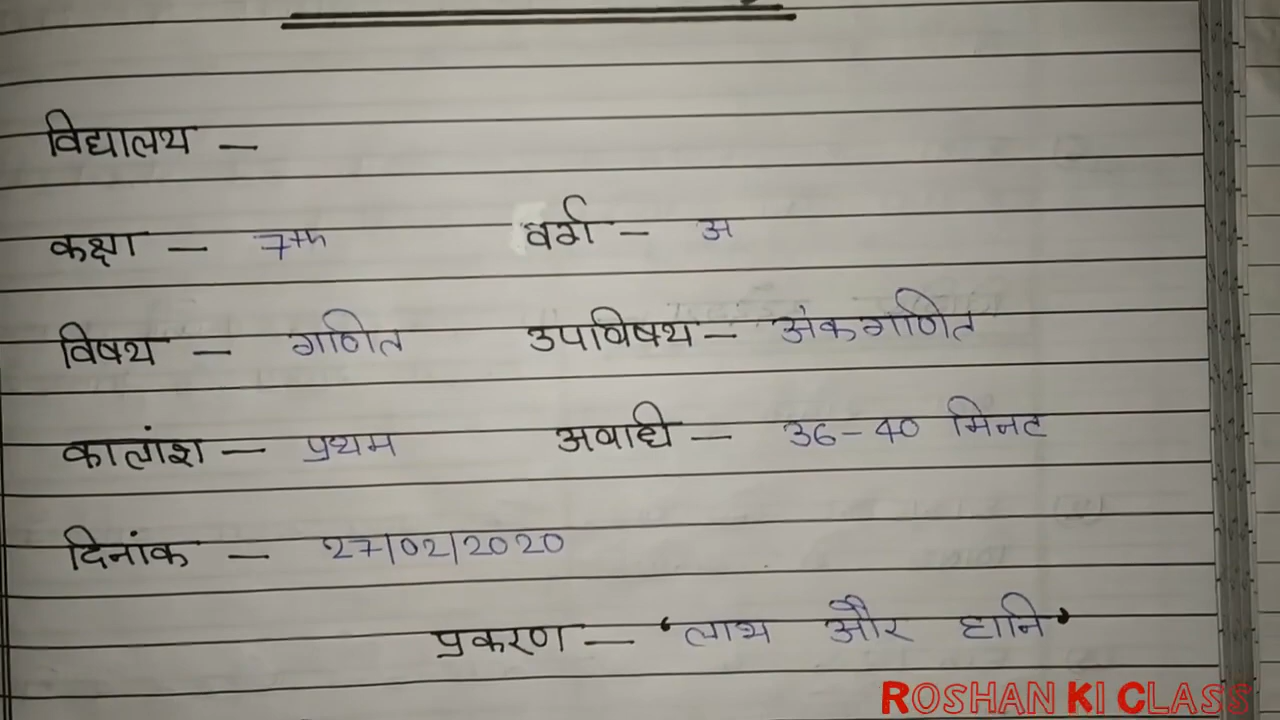 विद्यालय –
कक्षा – 7th वर्ग – अ
विषय – गणित उपविषय – अंकगणित
कालांश – प्रथम अवधि – 36-40 मिनट
दिनांक – 27/02/2020
प्रकरण – ‘लाभ और हानि’
ROSHAN KI CLASS